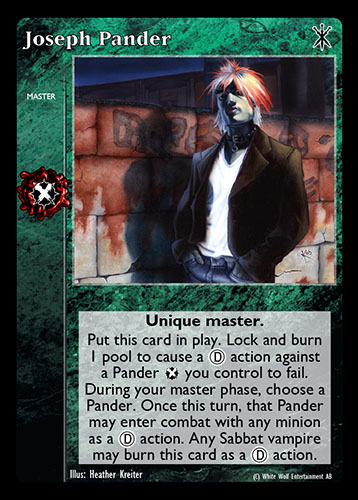 Joseph Pander
MASTER
Unique master.
Put this card in play. Lock and burn
1 pool to cause a Ⓓ action against
a Pander you control to fail.
During your master phase, choose a
Pander. Once this turn, that Pander
may enter combat with any minion
as a Ⓓ action. Any Sabbat vampire
may burn this card as a Ⓓ action.
Illus: Heather Kreiter
(C) White Wolf Entertainment AB